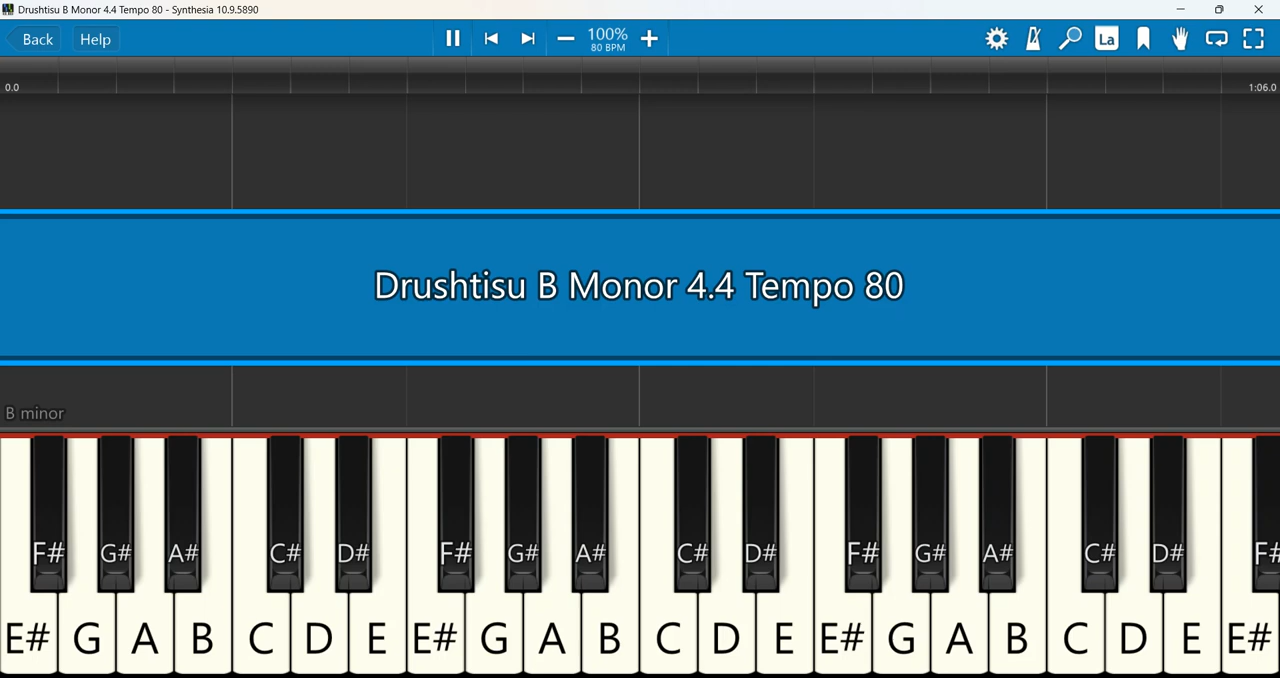 Drushtisu B Monor 4.4 Tempo 80 - Synthesia 10.9.5890
Back Help 100% La
80 BPM
0.0 1:06.0
Drushtisu B Monor 4.4 Tempo 80
B minor
F# G# A# C# D# F# G# A# C# D# F# G# A# C# D# F#
E# G A B C D E E# G A B C D E E# G A B C D E E#